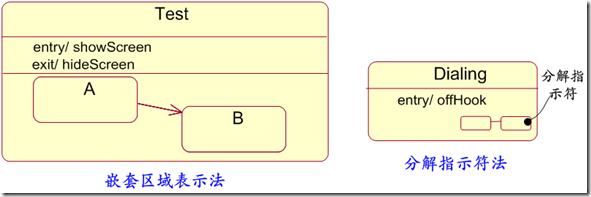 Test
entry/ showScreen
exit/ hideScreen
A
B
嵌套区域表示法
Dialing
entry/ offHook
分解指
示符
分解指示符法